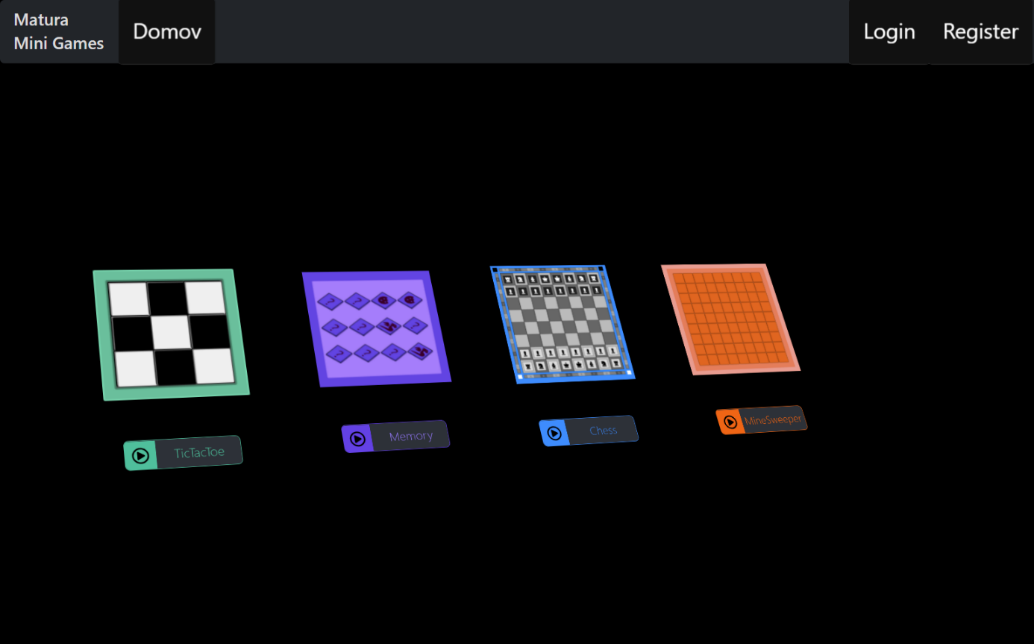 Matura
Mini Games
Domov
Login
Register
TicTacToe
Memory
Chess
MineSweeper